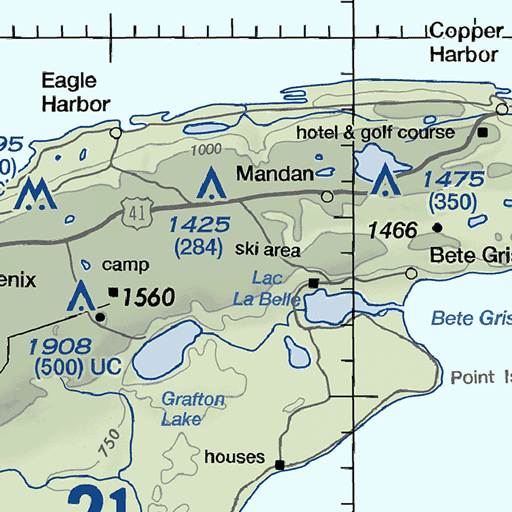 Copper
Harbor
Eagle
Harbor
hotel & golf course
95
1000
0)
Mandan
1475
(350)
41
1425
(284)
1466
ski area
Bete Gris
enix
camp
Lac
La Belle
1560
Bete Gris
1908
(500) UC
Point Is
Grafton
Lake
750
houses
21